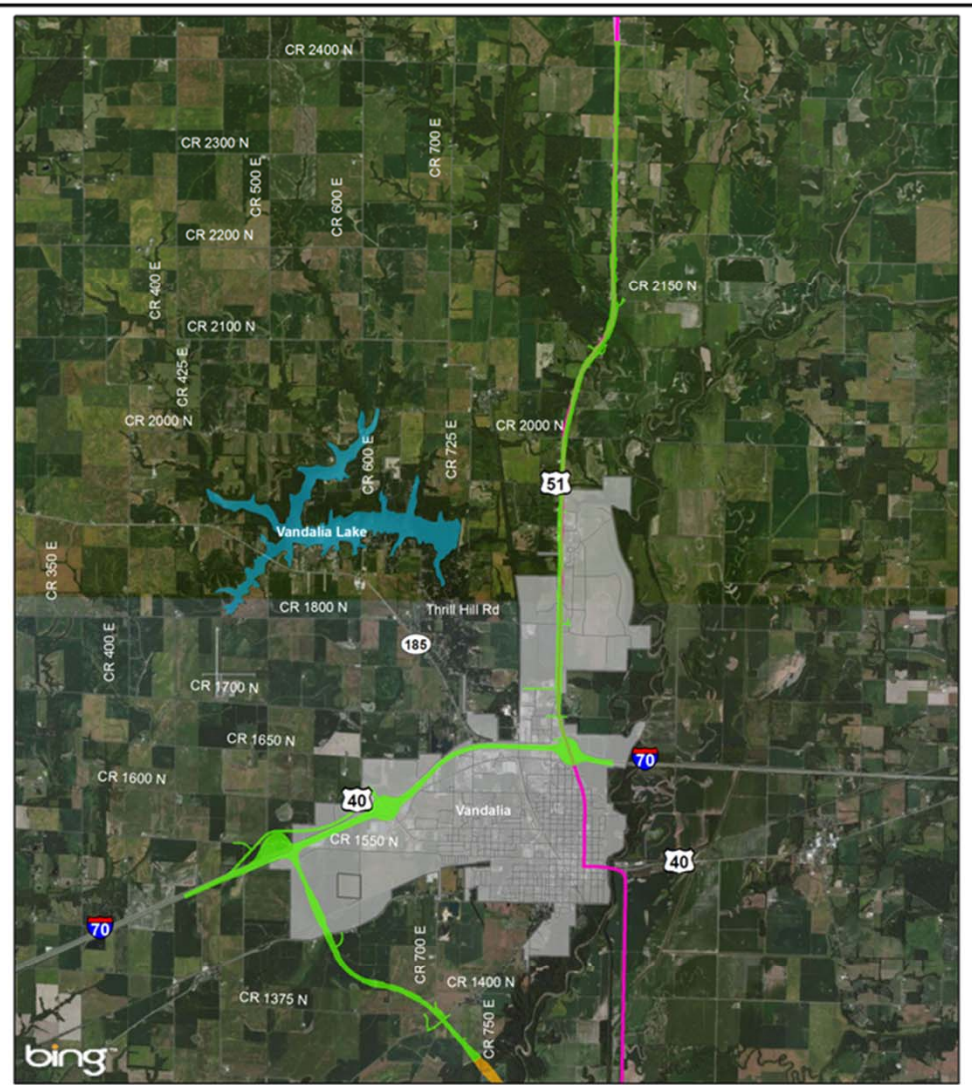 CR 2400 N
CR 2300 N
CR 700 E
CR 500 E
CR 600 E
CR 2200 N
CR 400 E
CR 2150 N
CR 2100 N
CR 425 E
CR 2000 N
CR 2000 N
CR 600 E
CR 725 E
51
Vandalia Lake
CR 350 E
CR 1800 N
Thrill Hill Rd
185
CR 400 E
CR 1700 N
CR 1650 N
70
CR 1600 N
40
Vandalia
CR 1550 N
40
70
CR 700 E
CR 1400 N
CR 1375 N
CR 750 E
bing